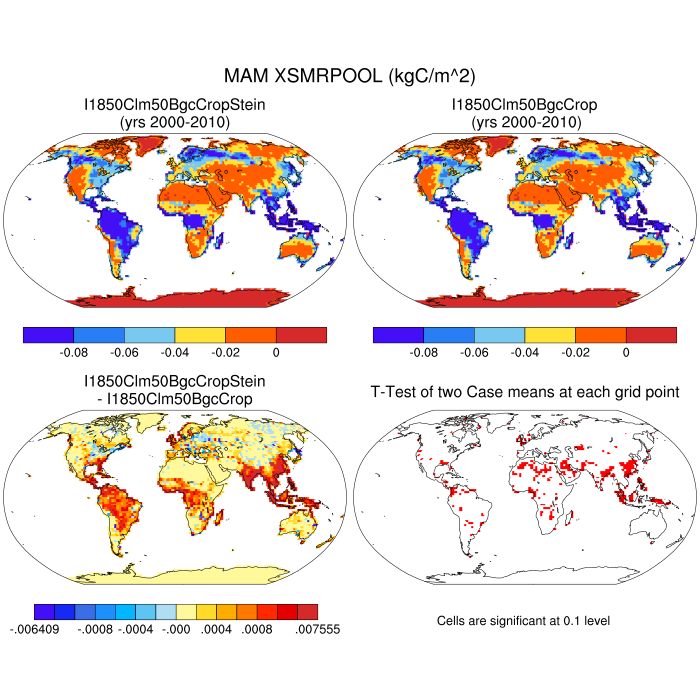 MAM XSMRPOOL (kgC/m^2)
I1850Clm50BgcCropStein
(yrs 2000-2010)
I1850Clm50BgcCrop
(yrs 2000-2010)
-0.08 -0.06 -0.04 -0.02 0
-0.08 -0.06 -0.04 -0.02 0
I1850Clm50BgcCropStein
- I1850Clm50BgcCrop
T-Test of two Case means at each grid point
-.006409 -.0008 -.0004 -.000 .0004 .0008 .007555
Cells are significant at 0.1 level